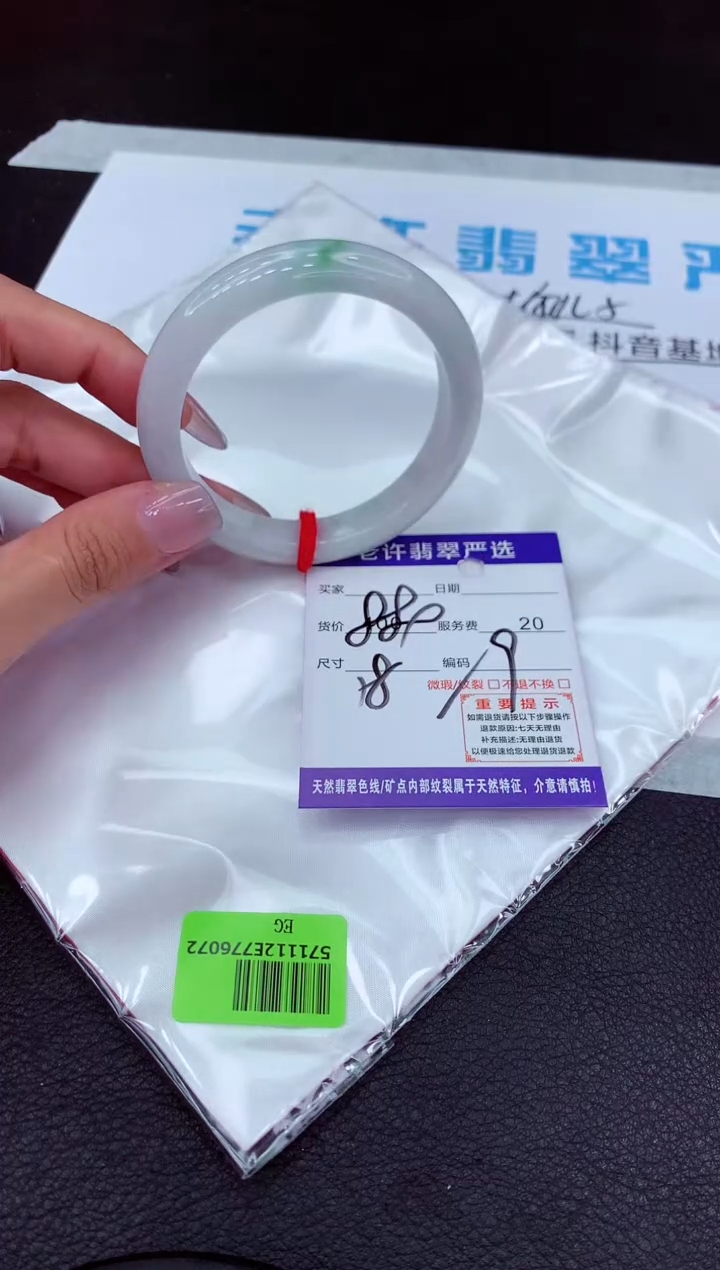 翡翠严
抖音基地
老许翡翠严选
买家 日期
货价 服务费 20
尺寸 编码 19
微瑕/纹裂 □ 不退不换 □
重要提示
如需退货请按以下步骤操作
退款原因:七天无理由
补充描述:无理由退货
以便极速给您处理退货退款
天然翡翠色线/矿点内部纹裂属于天然特征，介意请慎拍!
EG
571112E776072